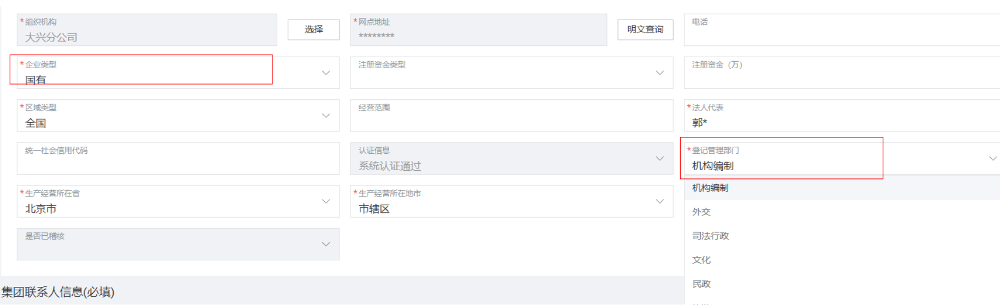 *组织机构
大兴分公司
选择
*网点地址
********
明文查询
电话
*企业类型
国有
注册资金类型
注册资金（万）
*区域类型
全国
经营范围
*法人代表
郭*
统一社会信用代码
认证信息
系统认证通过
*登记管理部门
机构编制
*生产经营所在省
北京市
*生产经营所在地市
市辖区
机构编制
外交
司法行政
文化
民政
是否已稽核
集团联系人信息(必填)